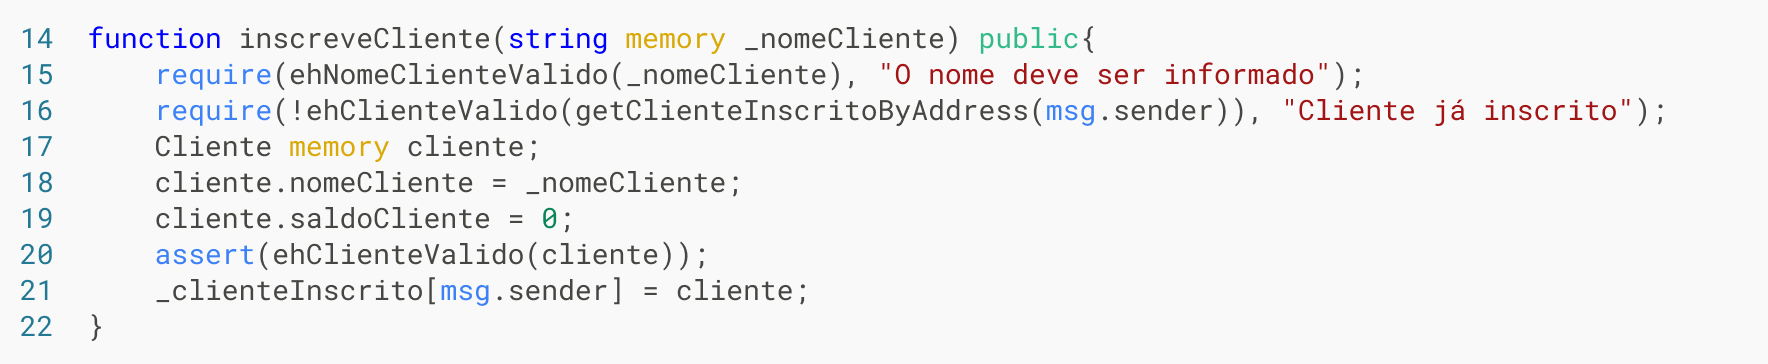 14 function inscreveCliente(string memory _nomeCliente) public{
15     require(ehNomeClienteValido(_nomeCliente), "O nome deve ser informado");
16     require(!ehClienteValido(getClienteInscritoByAddress(msg.sender)), "Cliente já inscrito");
17     Cliente memory cliente;
18     cliente.nomeCliente = _nomeCliente;
19     cliente.saldoCliente = 0;
20     assert(ehClienteValido(cliente));
21     _clienteInscrito[msg.sender] = cliente;
22 }